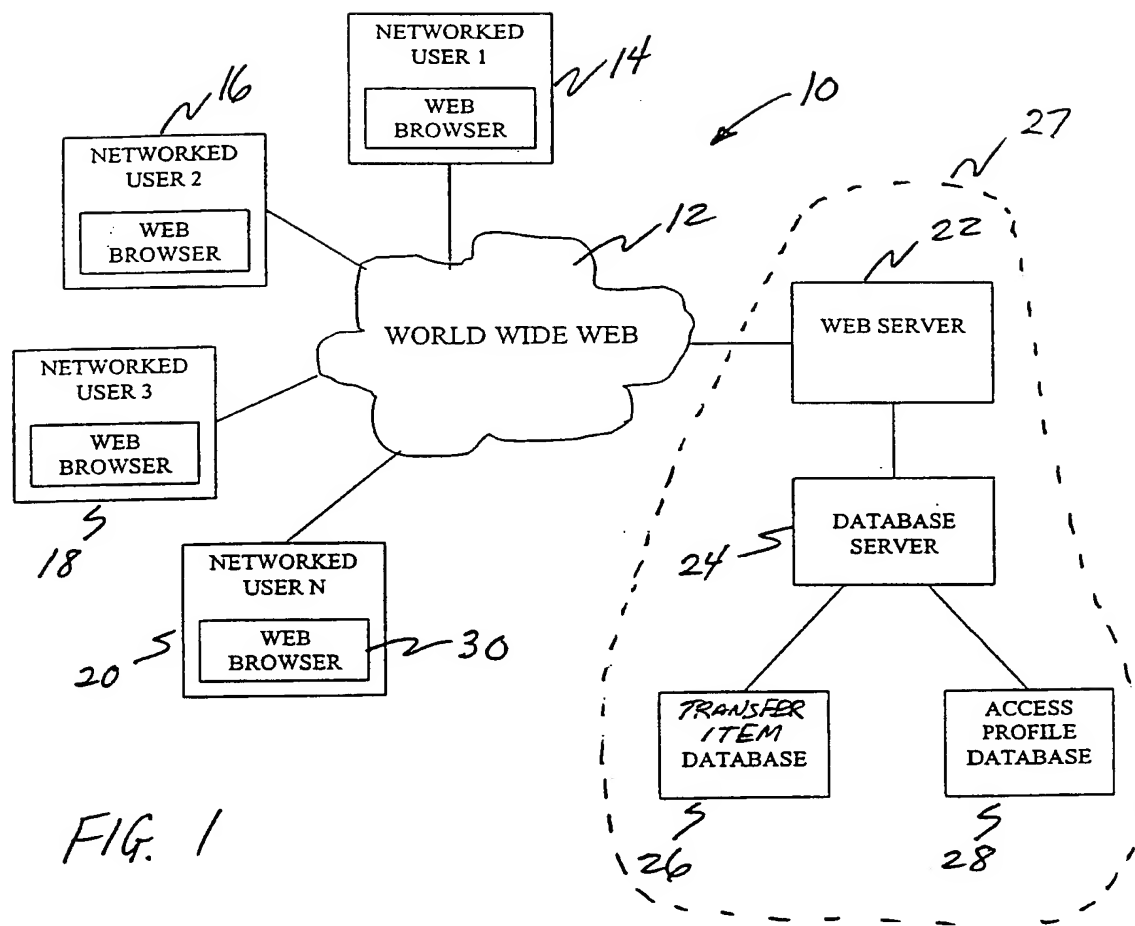 NETWORKED
USER 1
WEB
BROWSER
14
16
NETWORKED
USER 2
WEB
BROWSER
10
27
12
22
WORLD WIDE WEB
WEB SERVER
NETWORKED
USER 3
WEB
BROWSER
18
DATABASE
SERVER
24
NETWORKED
USER N
WEB
BROWSER
20
30
TRANSFER
ITEM
DATABASE
ACCESS
PROFILE
DATABASE
26
28
FIG. 1